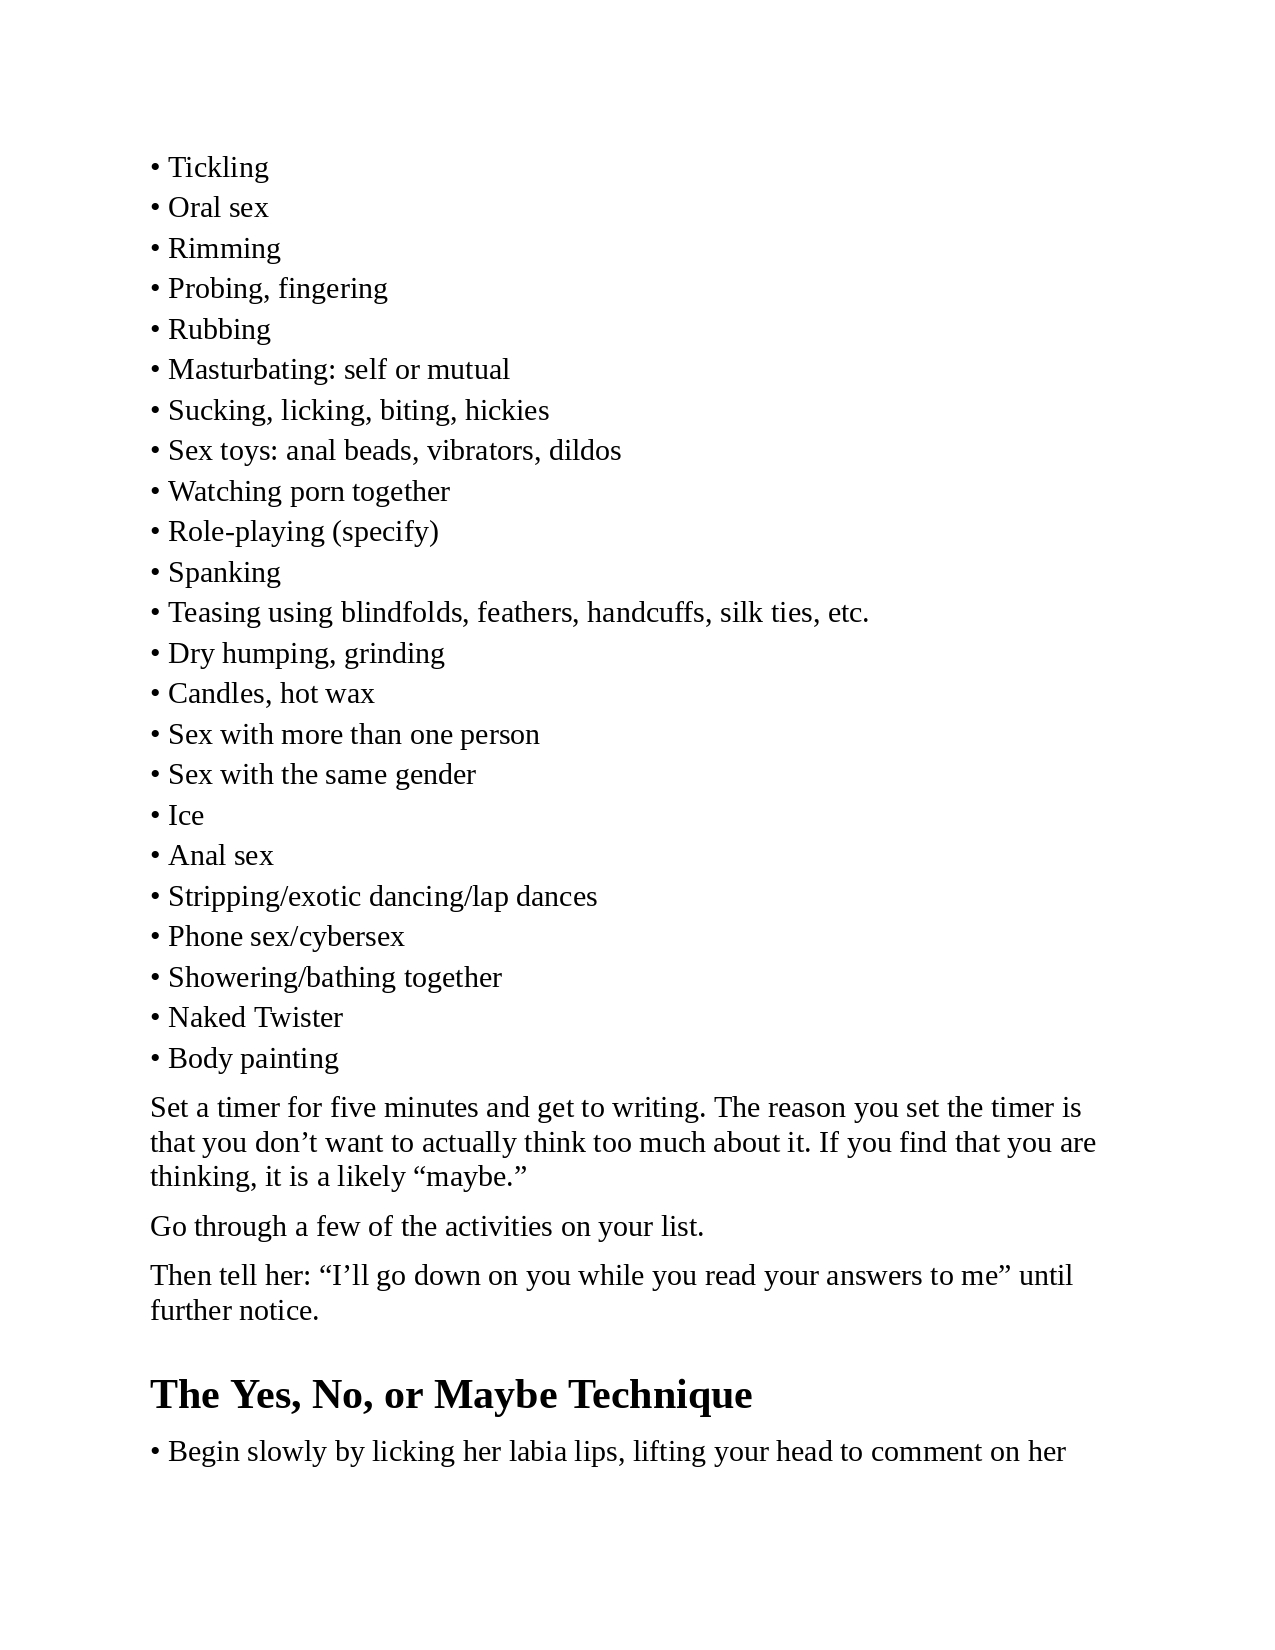 • Tickling
• Oral sex
• Rimming
• Probing, fingering
• Rubbing
• Masturbating: self or mutual
• Sucking, licking, biting, hickies
• Sex toys: anal beads, vibrators, dildos
• Watching porn together
• Role-playing (specify)
• Spanking
• Teasing using blindfolds, feathers, handcuffs, silk ties, etc.
• Dry humping, grinding
• Candles, hot wax
• Sex with more than one person
• Sex with the same gender
• Ice
• Anal sex
• Stripping/exotic dancing/lap dances
• Phone sex/cybersex
• Showering/bathing together
• Naked Twister
• Body painting
Set a timer for five minutes and get to writing. The reason you set the timer is
that you don’t want to actually think too much about it. If you find that you are
thinking, it is a likely “maybe.”
Go through a few of the activities on your list.
Then tell her: “I’ll go down on you while you read your answers to me” until
further notice.
The Yes, No, or Maybe Technique
• Begin slowly by licking her labia lips, lifting your head to comment on her